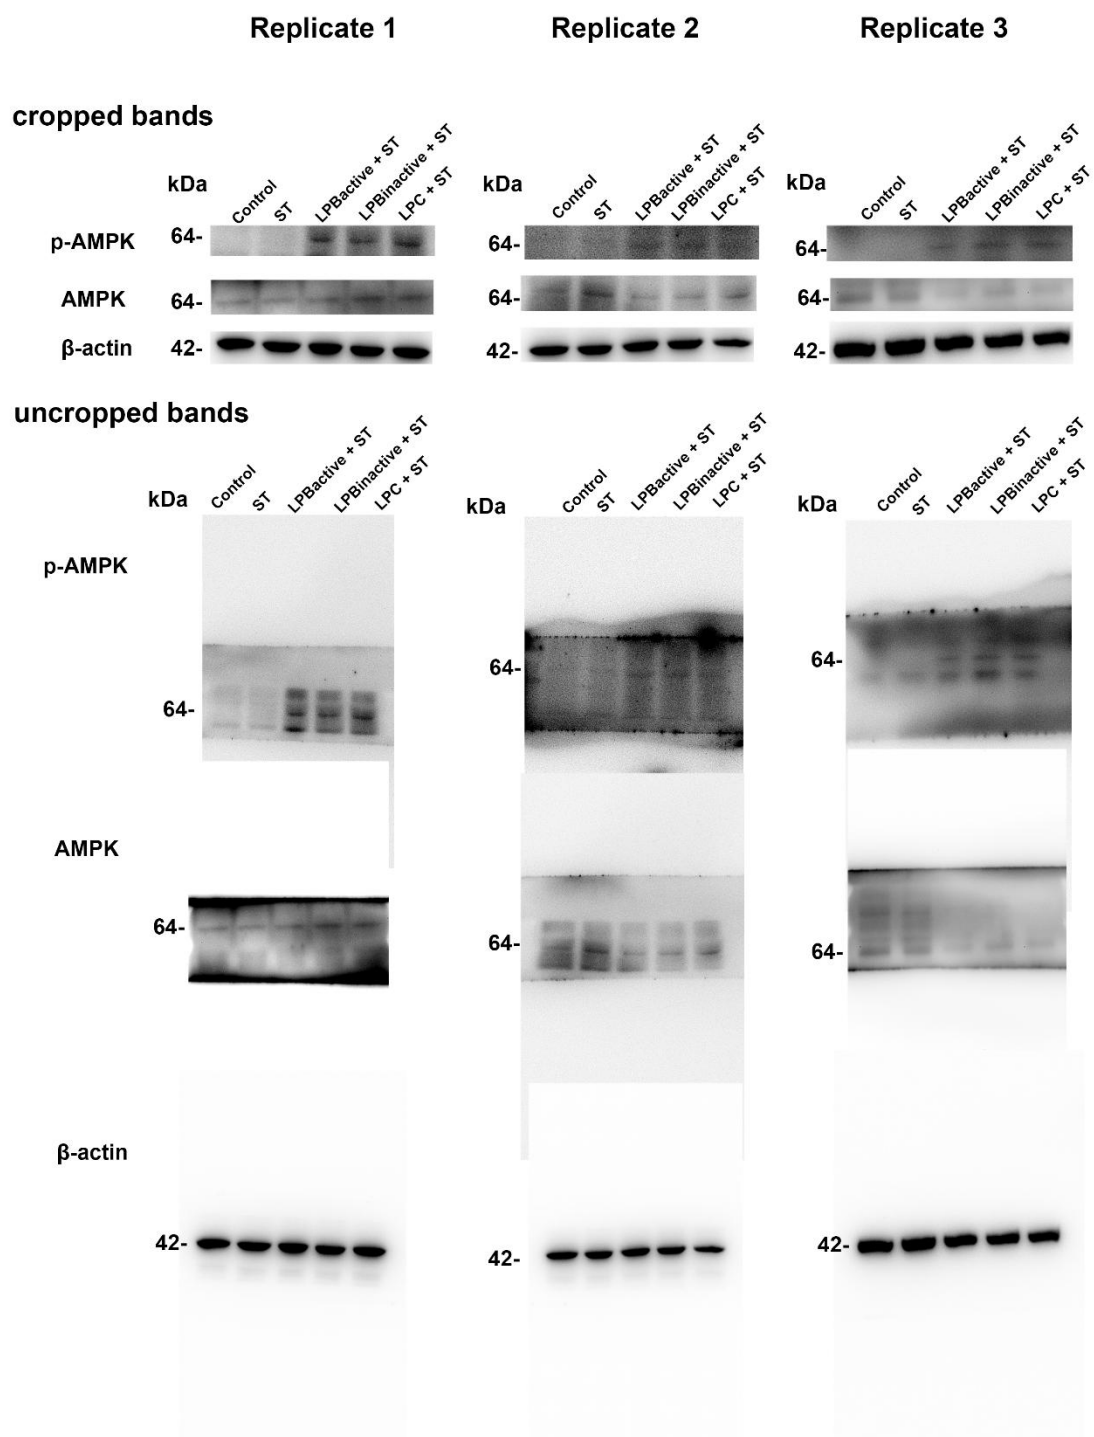 Replicate 1 Replicate 2 Replicate 3
cropped bands
kDa Control ST LPBactive + ST LPBinactive + ST LPC + ST kDa Control ST LPBactive + ST LPBinactive + ST LPC + ST kDa Control ST LPBactive + ST LPBinactive + ST LPC + ST
p-AMPK 64- 64- 64-
AMPK 64- 64- 64-
β-actin 42- 42- 42-
uncropped bands
kDa Control ST LPBactive + ST LPBinactive + ST LPC + ST kDa Control ST LPBactive + ST LPBinactive + ST LPC + ST kDa Control ST LPBactive + ST LPBinactive + ST LPC + ST
p-AMPK
64- 64- 64-
AMPK
64- 64- 64-
β-actin
42- 42- 42-